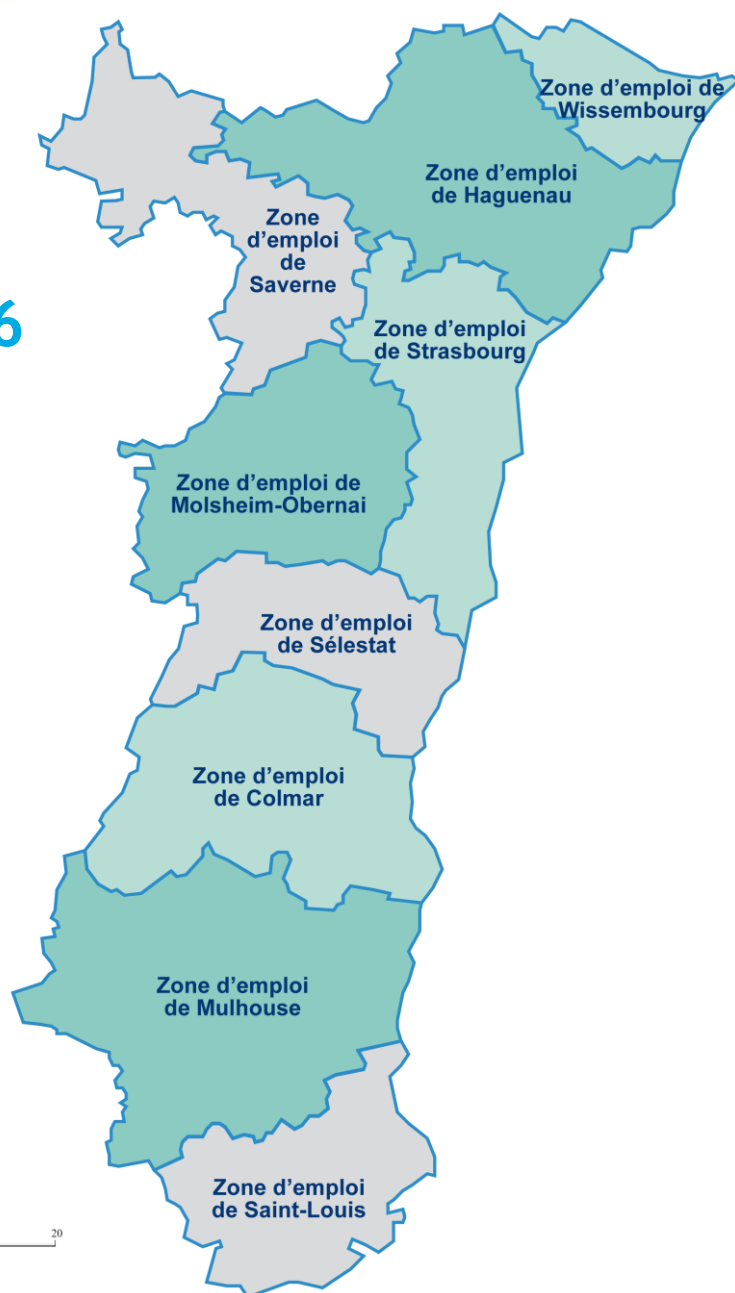 Zone d'emploi de
Wissembourg
Zone d'emploi
de Haguenau
Zone
d'emploi
de
Saverne
6
Zone d'emploi
de Strasbourg
Zone d'emploi de
Molsheim-Obernai
Zone d'emploi
de Sélestat
Zone d'emploi
de Colmar
Zone d'emploi
de Mulhouse
Zone d'emploi
de Saint-Louis
20